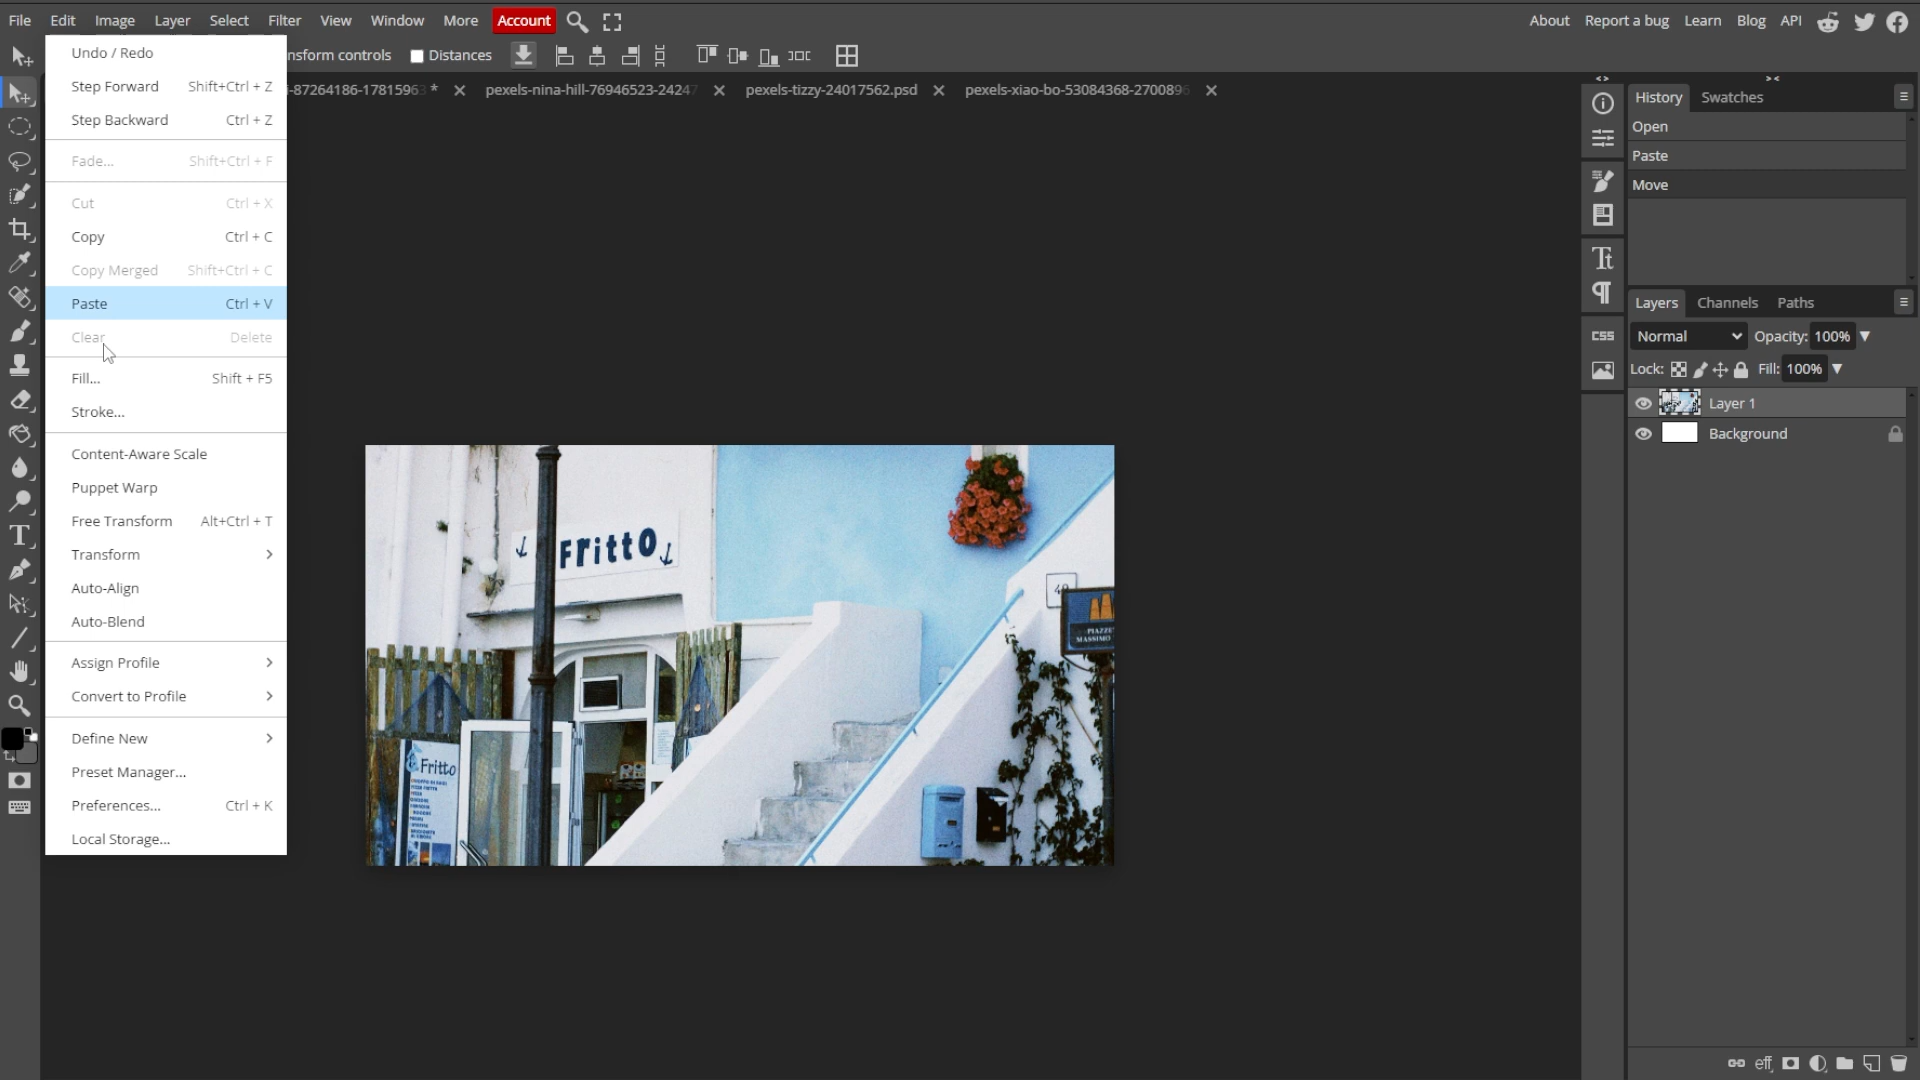 File Edit Image Layer Select Filter View Window More Account
About Report a bug Learn Blog API
nsform controls Distances
i-87264186-1781596 * pexels-nina-hill-76946523-2424 pexels-tizzy-24017562.psd pexels-xiao-bo-53084368-270089
Undo / Redo
Step Forward Shift+Ctrl + Z
Step Backward Ctrl + Z
Fade... Shift+Ctrl + F
Cut Ctrl + X
Copy Ctrl + C
Copy Merged Shift+Ctrl + C
Paste Ctrl + V
Clear Delete
Fill... Shift + F5
Stroke...
Content-Aware Scale
Puppet Warp
Free Transform Alt+Ctrl + T
Transform
Auto-Align
Auto-Blend
Assign Profile
Convert to Profile
Define New
Preset Manager...
Preferences... Ctrl + K
Local Storage...
Fritto
Fritto
PIAZZE
MASSIMO
CSS
History Swatches
Open
Paste
Move
Layers Channels Paths
Normal Opacity: 100%
Lock: Fill: 100%
Layer 1
Background
eff